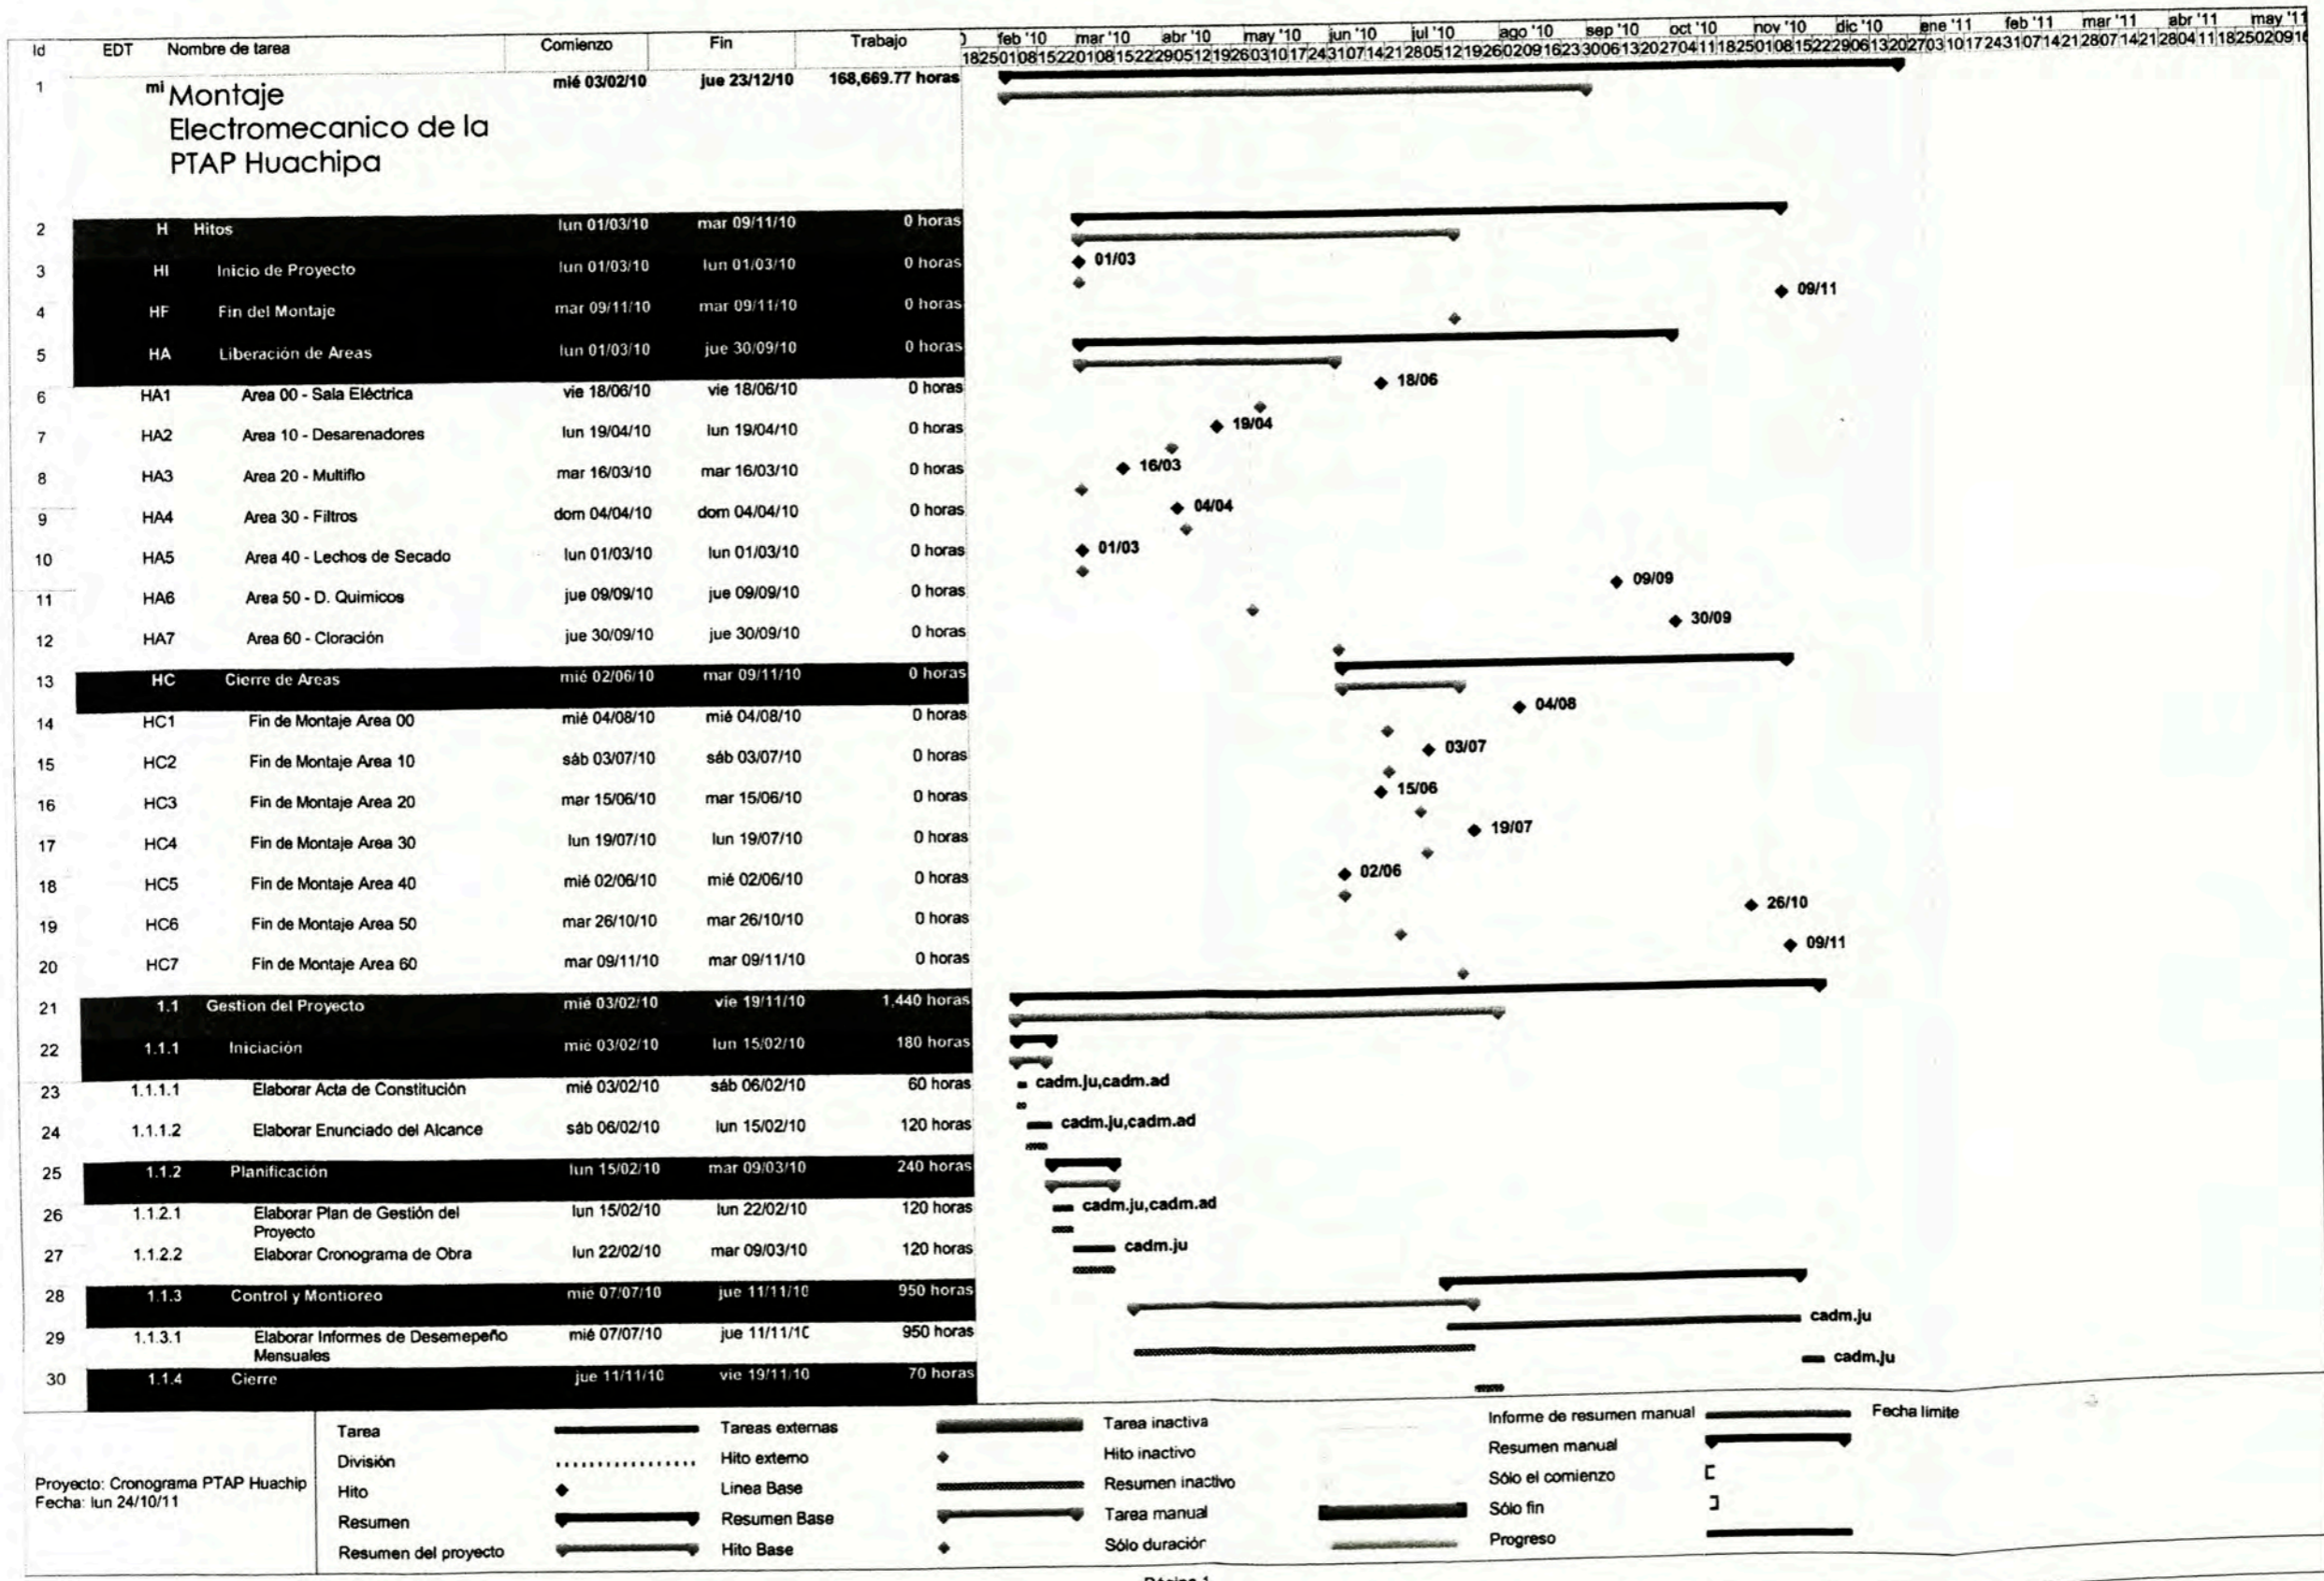 Id EDT Nombre de tarea Comienzo Fin Trabajo feb '10 mar '10 abr '10 may '10 jun '10 jul '10 ago '10 sep '10 oct '10 nov '10 dic '10 ene '11 feb '11 mar '11 abr '11 may '11
1 mi Montaje Electromecanico de la PTAP Huachipa mié 03/02/10 jue 23/12/10 168,669.77 horas
2 H Hitos lun 01/03/10 mar 09/11/10 0 horas
3 HI Inicio de Proyecto lun 01/03/10 lun 01/03/10 0 horas 01/03
4 HF Fin del Montaje mar 09/11/10 mar 09/11/10 0 horas 09/11
5 HA Liberación de Areas lun 01/03/10 jue 30/09/10 0 horas
6 HA1 Area 00 - Sala Eléctrica vie 18/06/10 vie 18/06/10 0 horas 18/06
7 HA2 Area 10 - Desarenadores lun 19/04/10 lun 19/04/10 0 horas 19/04
8 HA3 Area 20 - Multiflo mar 16/03/10 mar 16/03/10 0 horas 16/03
9 HA4 Area 30 - Filtros dom 04/04/10 dom 04/04/10 0 horas 04/04
10 HA5 Area 40 - Lechos de Secado lun 01/03/10 lun 01/03/10 0 horas 01/03
11 HA6 Area 50 - D. Quimicos jue 09/09/10 jue 09/09/10 0 horas 09/09
12 HA7 Area 60 - Cloración jue 30/09/10 jue 30/09/10 0 horas 30/09
13 HC Cierre de Areas mié 02/06/10 mar 09/11/10 0 horas
14 HC1 Fin de Montaje Area 00 mié 04/08/10 mié 04/08/10 0 horas 04/08
15 HC2 Fin de Montaje Area 10 sáb 03/07/10 sáb 03/07/10 0 horas 03/07
16 HC3 Fin de Montaje Area 20 mar 15/06/10 mar 15/06/10 0 horas 15/06
17 HC4 Fin de Montaje Area 30 lun 19/07/10 lun 19/07/10 0 horas 19/07
18 HC5 Fin de Montaje Area 40 mié 02/06/10 mié 02/06/10 0 horas 02/06
19 HC6 Fin de Montaje Area 50 mar 26/10/10 mar 26/10/10 0 horas 26/10
20 HC7 Fin de Montaje Area 60 mar 09/11/10 mar 09/11/10 0 horas 09/11
21 1.1 Gestion del Proyecto mié 03/02/10 vie 19/11/10 1,440 horas
22 1.1.1 Iniciación mié 03/02/10 lun 15/02/10 180 horas
23 1.1.1.1 Elaborar Acta de Constitución mié 03/02/10 sáb 06/02/10 60 horas cadm.ju,cadm.ad
24 1.1.1.2 Elaborar Enunciado del Alcance sáb 06/02/10 lun 15/02/10 120 horas cadm.ju,cadm.ad
25 1.1.2 Planificación lun 15/02/10 mar 09/03/10 240 horas
26 1.1.2.1 Elaborar Plan de Gestión del Proyecto lun 15/02/10 lun 22/02/10 120 horas cadm.ju,cadm.ad
27 1.1.2.2 Elaborar Cronograma de Obra lun 22/02/10 mar 09/03/10 120 horas cadm.ju
28 1.1.3 Control y Montioreo mié 07/07/10 jue 11/11/10 950 horas
29 1.1.3.1 Elaborar Informes de Desemepeño Mensuales mié 07/07/10 jue 11/11/10 950 horas cadm.ju
30 1.1.4 Cierre jue 11/11/10 vie 19/11/10 70 horas cadm.ju
Proyecto: Cronograma PTAP Huachip
Fecha: lun 24/10/11
Tarea Tareas externas Tarea inactiva Informe de resumen manual Fecha limite
División Hito externo Hito inactivo Resumen manual
Hito Linea Base Resumen inactivo Sólo el comienzo
Resumen Resumen Base Tarea manual Sólo fin
Resumen del proyecto Hito Base Sólo duración Progreso